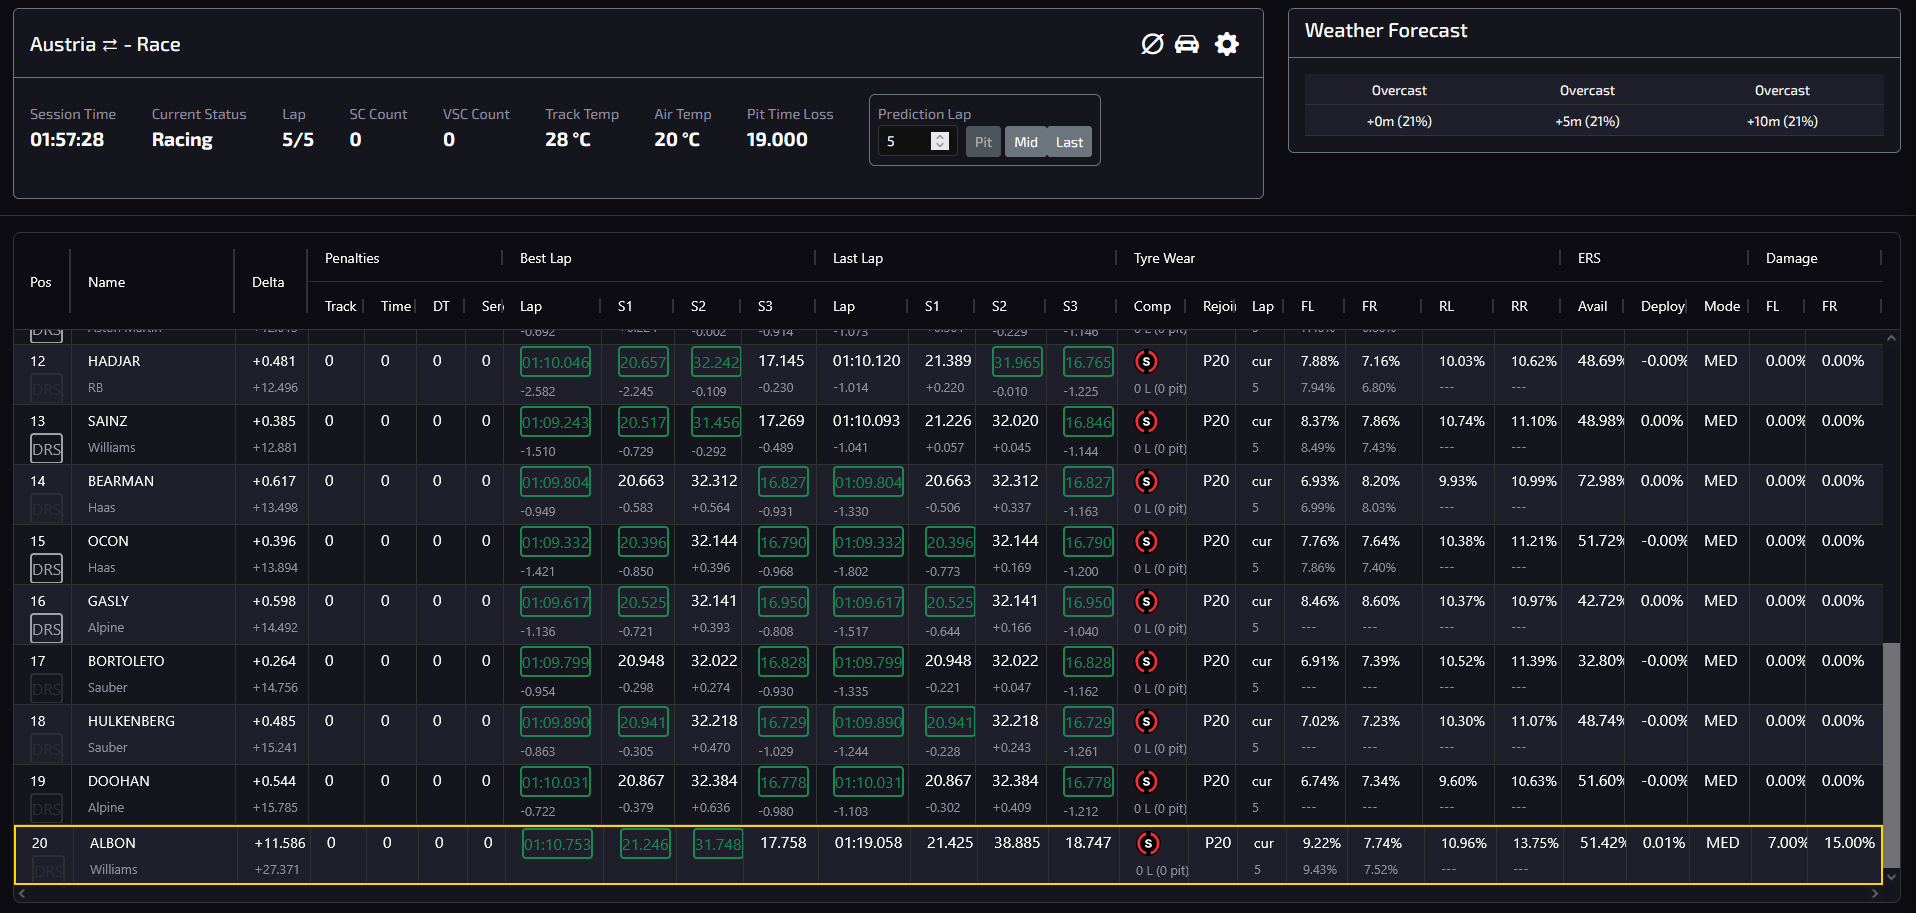 Austria ⇄ - Race
Session Time Current Status Lap SC Count VSC Count Track Temp Air Temp Pit Time Loss
01:57:28 Racing 5/5 0 0 28 °C 20 °C 19.000
Prediction Lap
5 Pit Mid Last
Weather Forecast
Overcast Overcast Overcast
+0m (21%) +5m (21%) +10m (21%)
Penalties Best Lap Last Lap Tyre Wear ERS Damage
Pos Name Delta
Track Time DT Lap S1 S2 S3 Lap S1 S2 S3 Comp Lap FL FR RL RR Avail Deploy Mode FL FR
12 HADJAR +0.481 0 0 0 0 01:10.046 20.657 32.242 17.145 01:10.120 21.389 31.965 16.765 S P20 cur 7.88% 7.16% 10.03% 10.62% 48.69% -0.00% MED 0.00% 0.00%
DRS RB +12.496 -2.582 -2.245 -0.109 -0.230 -1.014 +0.220 -0.010 -1.225 0 L (0 pit) 5 7.94% 6.80% --- ---
13 SAINZ +0.385 0 0 0 0 01:09.243 20.517 31.456 17.269 01:10.093 21.226 32.020 16.846 S P20 cur 8.37% 7.86% 10.74% 11.10% 48.98% 0.00% MED 0.00% 0.00%
DRS Williams +12.881 -1.510 -0.729 -0.292 -0.489 -1.041 +0.057 +0.045 -1.144 0 L (0 pit) 5 8.49% 7.43% --- ---
14 BEARMAN +0.617 0 0 0 0 01:09.804 20.663 32.312 16.827 01:09.804 20.663 32.312 16.827 S P20 cur 6.93% 8.20% 9.93% 10.99% 72.98% 0.00% MED 0.00% 0.00%
DRS Haas +13.498 -0.949 -0.583 +0.564 -0.931 -1.330 -0.506 +0.337 -1.163 0 L (0 pit) 5 6.99% 8.03% --- ---
15 OCON +0.396 0 0 0 0 01:09.332 20.396 32.144 16.790 01:09.332 20.396 32.144 16.790 S P20 cur 7.76% 7.64% 10.38% 11.21% 51.72% -0.00% MED 0.00% 0.00%
DRS Haas +13.894 -1.421 -0.850 +0.396 -0.968 -1.802 -0.773 +0.169 -1.200 0 L (0 pit) 5 7.86% 7.40% --- ---
16 GASLY +0.598 0 0 0 0 01:09.617 20.525 32.141 16.950 01:09.617 20.525 32.141 16.950 S P20 cur 8.46% 8.60% 10.37% 10.97% 42.72% 0.00% MED 0.00% 0.00%
DRS Alpine +14.492 -1.136 -0.721 +0.393 -0.808 -1.517 -0.644 +0.166 -1.040 0 L (0 pit) 5 --- --- --- ---
17 BORTOLETO +0.264 0 0 0 0 01:09.799 20.948 32.022 16.828 01:09.799 20.948 32.022 16.828 S P20 cur 6.91% 7.39% 10.52% 11.39% 32.80% -0.00% MED 0.00% 0.00%
DRS Sauber +14.756 -0.954 -0.298 +0.274 -0.930 -1.335 -0.221 +0.047 -1.162 0 L (0 pit) 5 --- --- --- ---
18 HULKENBERG +0.485 0 0 0 0 01:09.890 20.941 32.218 16.729 01:09.890 20.941 32.218 16.729 S P20 cur 7.02% 7.23% 10.30% 11.07% 48.74% -0.00% MED 0.00% 0.00%
DRS Sauber +15.241 -0.863 -0.305 +0.470 -1.029 -1.244 -0.228 +0.243 -1.261 0 L (0 pit) 5 --- --- --- ---
19 DOOHAN +0.544 0 0 0 0 01:10.031 20.867 32.384 16.778 01:10.031 20.867 32.384 16.778 S P20 cur 6.74% 7.34% 9.60% 10.63% 51.60% -0.00% MED 0.00% 0.00%
DRS Alpine +15.785 -0.722 -0.379 +0.636 -0.980 -1.103 -0.302 +0.409 -1.212 0 L (0 pit) 5 --- --- --- ---
20 ALBON +11.586 0 0 0 0 01:10.753 21.246 31.748 17.758 01:19.058 21.425 38.885 18.747 S P20 cur 9.22% 7.74% 10.96% 13.75% 51.42% 0.01% MED 7.00% 15.00%
DRS Williams +27.371 0 L (0 pit) 5 9.43% 7.52% --- ---